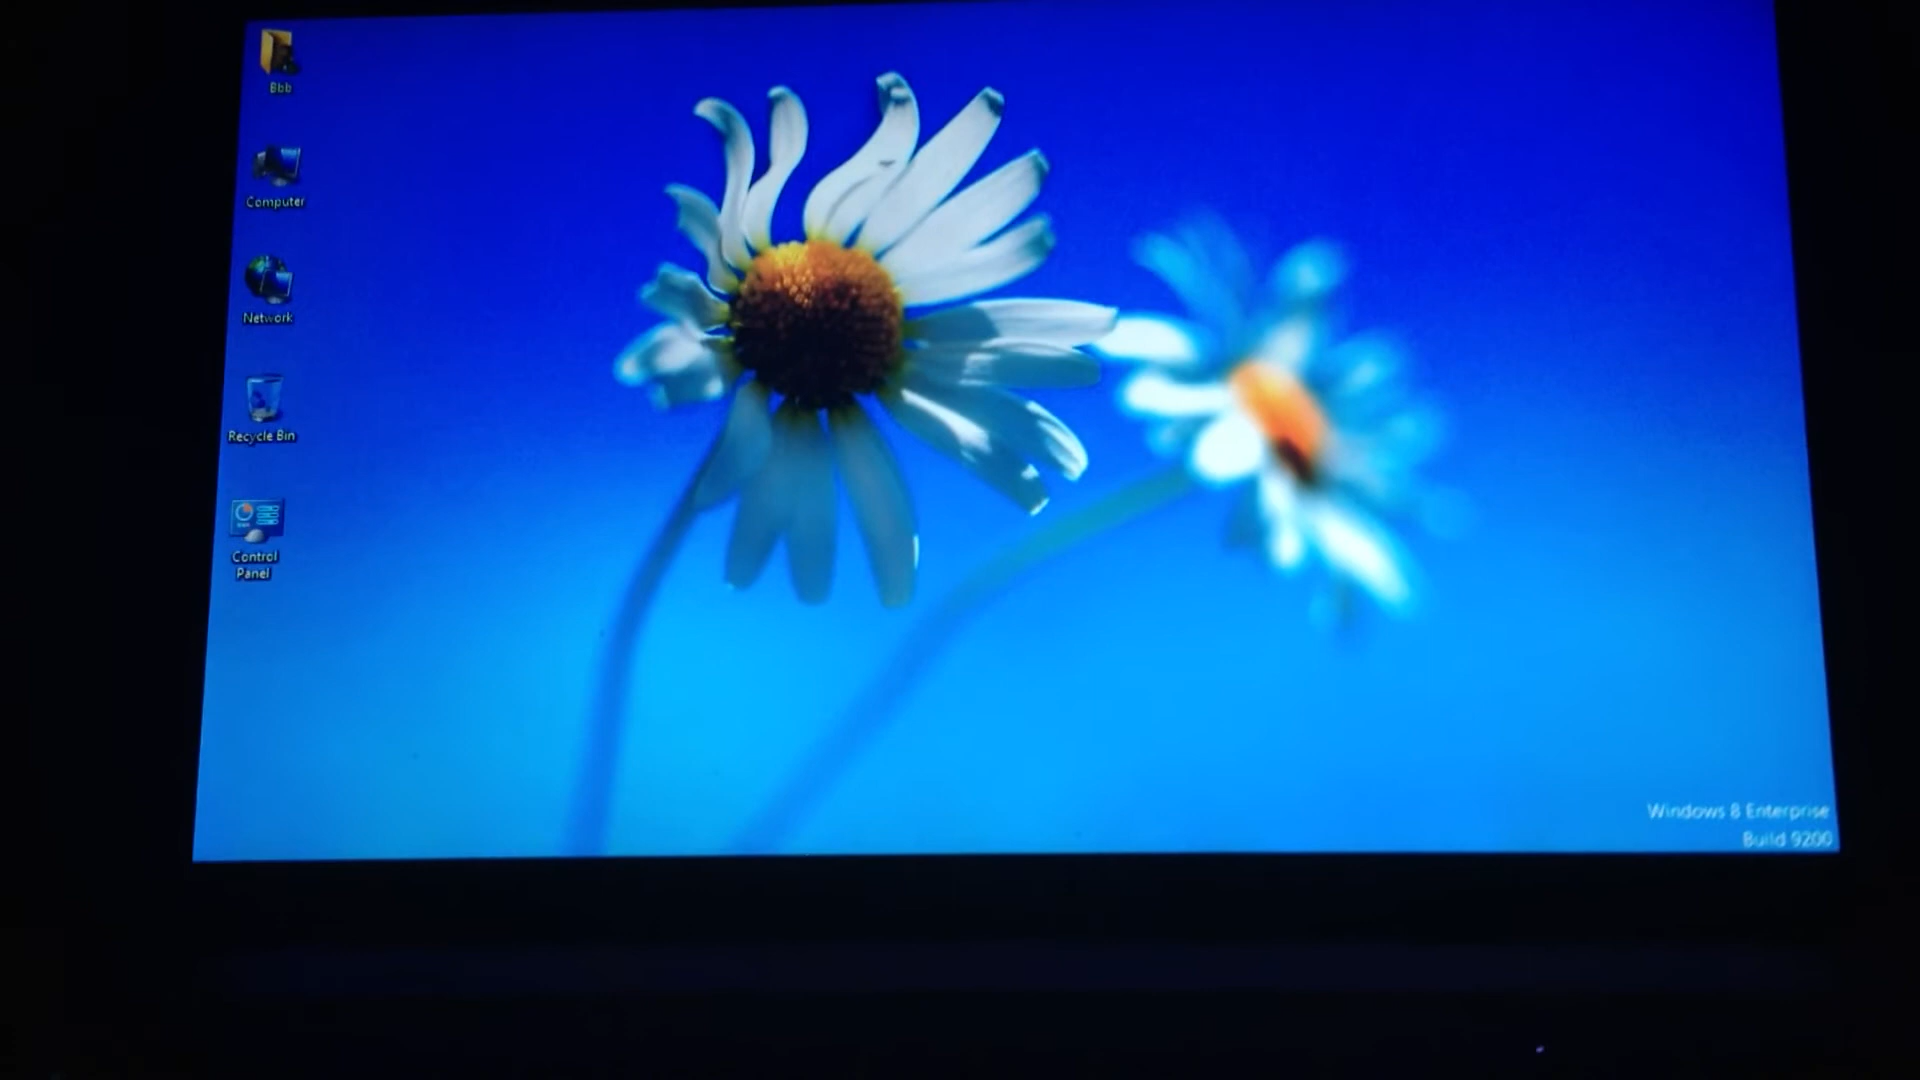 Bbb
Computer
Network
Recycle Bin
Control
Panel
Windows 8 Enterprise
Build 9200